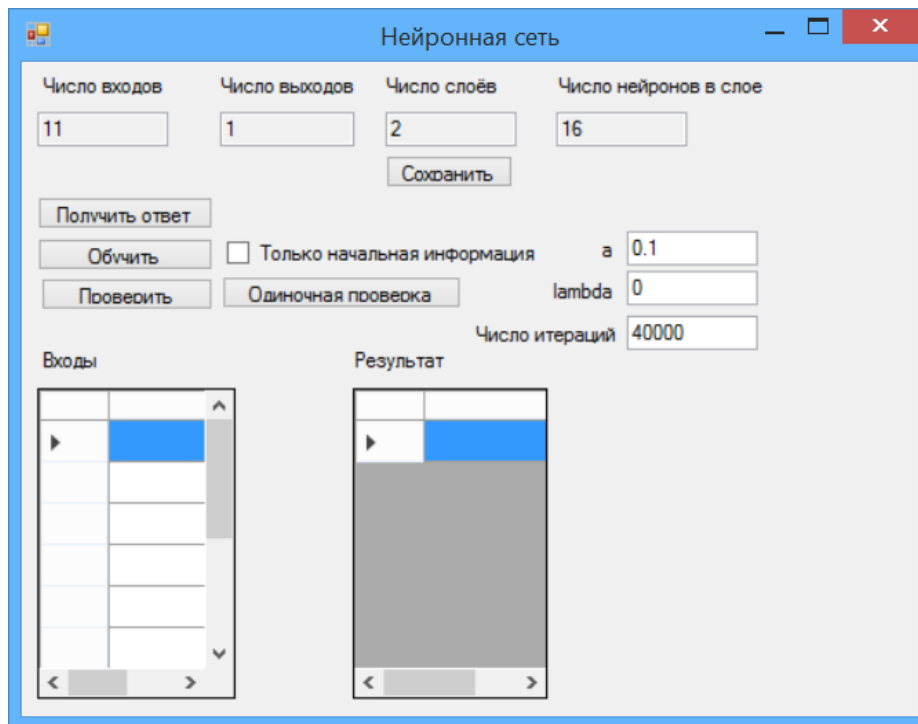 Нейронная сеть
Число входов Число выходов Число слоёв Число нейронов в слое
11 1 2 16
Сохранить
Получить ответ
Обучить Только начальная информация a 0.1
Проверить Одиночная проверка lambda 0
Число итераций 40000
Входы Результат